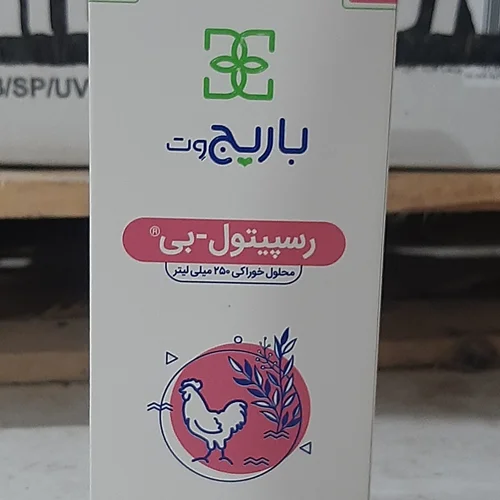 B/SP/UV
باریج وت
رسپیتول-بی®
محلول خوراکی ۲۵۰ میلی لیتر